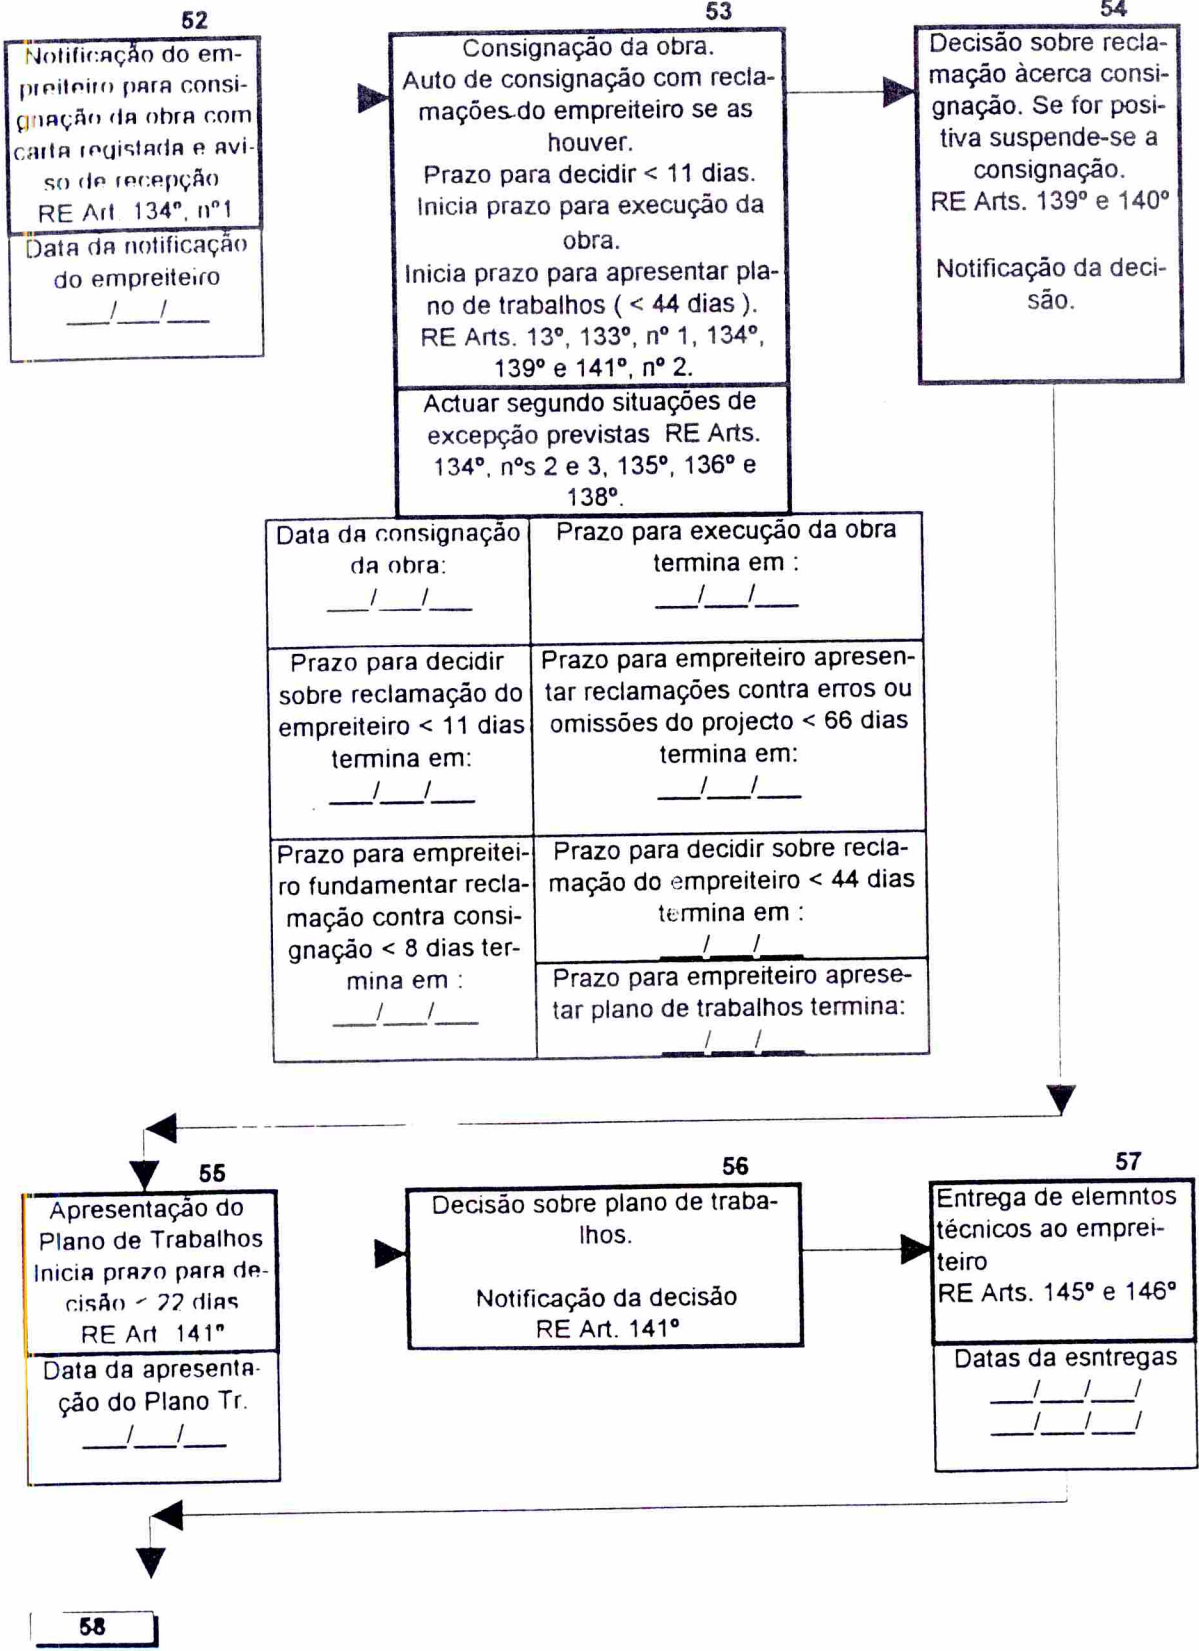 52
Notificação do em-
preiteiro para consi-
gnação da obra com
carta registada e avi-
so de recepção
RE Art. 134º, nº1
Data da notificação
do empreiteiro
___/___/___
53
Consignação da obra.
Auto de consignação com recla-
mações do empreiteiro se as
houver.
Prazo para decidir < 11 dias.
Inicia prazo para execução da
obra.
Inicia prazo para apresentar pla-
no de trabalhos ( < 44 dias ).
RE Arts. 13º, 133º, nº 1, 134º,
139º e 141º, nº 2.
Actuar segundo situações de
excepção previstas RE Arts.
134º, nºs 2 e 3, 135º, 136º e
138º.
54
Decisão sobre recla-
mação àcerca consi-
gnação. Se for posi-
tiva suspende-se a
consignação.
RE Arts. 139º e 140º
Notificação da deci-
são.
Data da consignação
da obra:
___/___/___
Prazo para execução da obra
termina em :
___/___/___
Prazo para decidir
sobre reclamação do
empreiteiro < 11 dias
termina em:
___/___/___
Prazo para empreiteiro apresen-
tar reclamações contra erros ou
omissões do projecto < 66 dias
termina em:
___/___/___
Prazo para empreitei-
ro fundamentar recla-
mação contra consi-
gnação < 8 dias ter-
mina em :
___/___/___
Prazo para decidir sobre recla-
mação do empreiteiro < 44 dias
termina em :
___/___/___
Prazo para empreiteiro aprese-
tar plano de trabalhos termina:
___/___/___
55
Apresentação do
Plano de Trabalhos
Inicia prazo para de-
cisão < 22 dias
RE Art 141º
Data da apresenta-
ção do Plano Tr.
___/___/___
56
Decisão sobre plano de traba-
lhos.
Notificação da decisão
RE Art. 141º
57
Entrega de elemntos
técnicos ao emprei-
teiro
RE Arts. 145º e 146º
Datas da esntregas
___/___/___/
___/___/___/
58